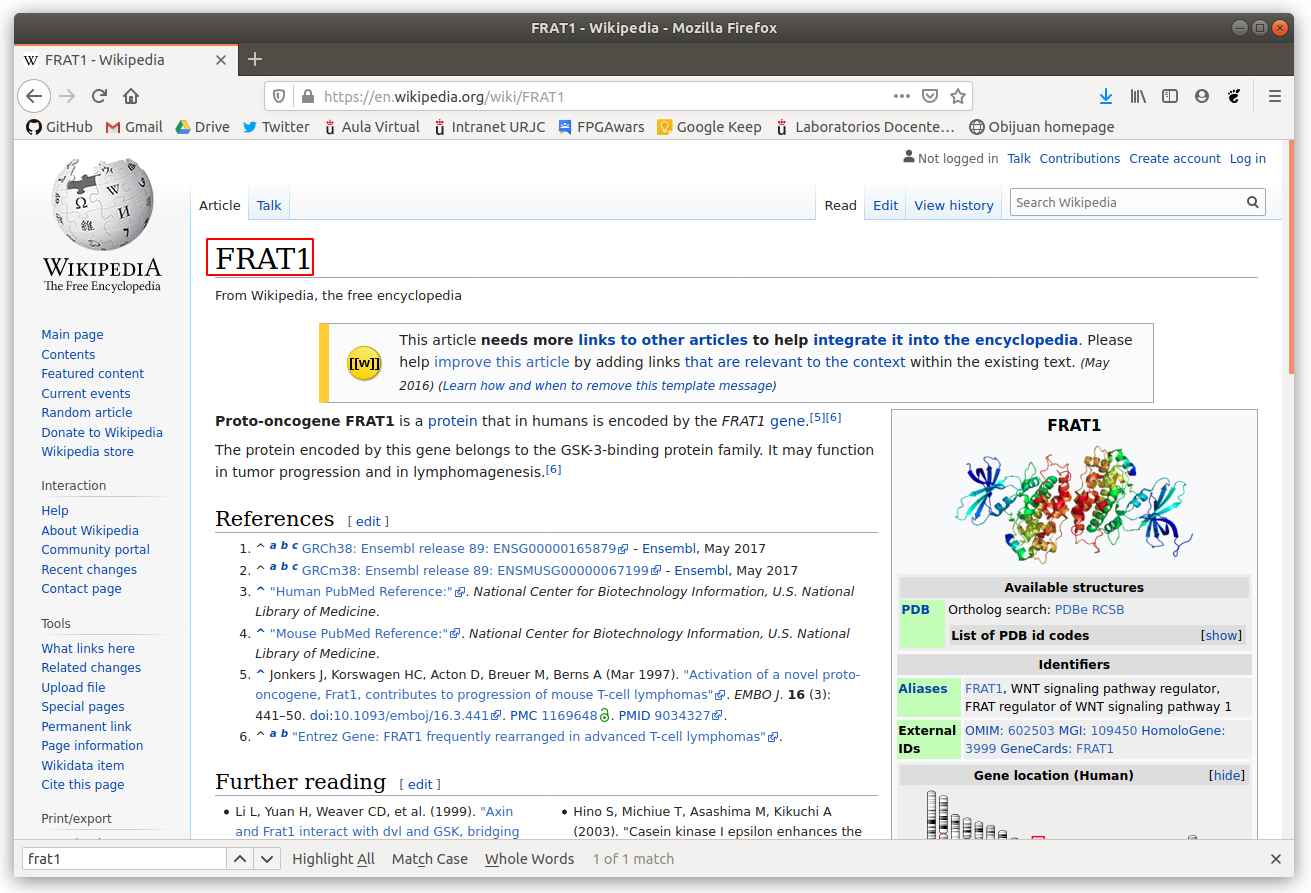 FRAT1 - Wikipedia - Mozilla Firefox
W FRAT1 - Wikipedia
https://en.wikipedia.org/wiki/FRAT1
GitHub Gmail Drive Twitter Aula Virtual Intranet URJC FPGAwars Google Keep Laboratorios Docente… Obijuan homepage
Not logged in Talk Contributions Create account Log in
Article Talk Read Edit View history Search Wikipedia
WIKIPEDIA
The Free Encyclopedia
Main page
Contents
Featured content
Current events
Random article
Donate to Wikipedia
Wikipedia store
Interaction
Help
About Wikipedia
Community portal
Recent changes
Contact page
Tools
What links here
Related changes
Upload file
Special pages
Permanent link
Page information
Wikidata item
Cite this page
Print/export
FRAT1
From Wikipedia, the free encyclopedia
[[W]]
This article needs more links to other articles to help integrate it into the encyclopedia. Please
help improve this article by adding links that are relevant to the context within the existing text. (May
2016) (Learn how and when to remove this template message)
Proto-oncogene FRAT1 is a protein that in humans is encoded by the FRAT1 gene.[5][6]
The protein encoded by this gene belongs to the GSK-3-binding protein family. It may function
in tumor progression and in lymphomagenesis.[6]
References [ edit ]
1. ^ a b c GRCh38: Ensembl release 89: ENSG00000165879 - Ensembl, May 2017
2. ^ a b c GRCm38: Ensembl release 89: ENSMUSG00000067199 - Ensembl, May 2017
3. ^ "Human PubMed Reference:". National Center for Biotechnology Information, U.S. National
Library of Medicine.
4. ^ "Mouse PubMed Reference:". National Center for Biotechnology Information, U.S. National
Library of Medicine.
5. ^ Jonkers J, Korswagen HC, Acton D, Breuer M, Berns A (Mar 1997). "Activation of a novel proto-
oncogene, Frat1, contributes to progression of mouse T-cell lymphomas". EMBO J. 16 (3):
441–50. doi:10.1093/emboj/16.3.441. PMC 1169648. PMID 9034327.
6. ^ a b "Entrez Gene: FRAT1 frequently rearranged in advanced T-cell lymphomas".
Further reading [ edit ]
• Li L, Yuan H, Weaver CD, et al. (1999). "Axin
and Frat1 interact with dvl and GSK, bridging
• Hino S, Michiue T, Asashima M, Kikuchi A
(2003). "Casein kinase I epsilon enhances the
FRAT1
Available structures
PDB Ortholog search: PDBe RCSB
List of PDB id codes [show]
Identifiers
Aliases FRAT1, WNT signaling pathway regulator,
FRAT regulator of WNT signaling pathway 1
External OMIM: 602503 MGI: 109450 HomoloGene:
IDs 3999 GeneCards: FRAT1
Gene location (Human) [hide]
frat1 Highlight All Match Case Whole Words 1 of 1 match